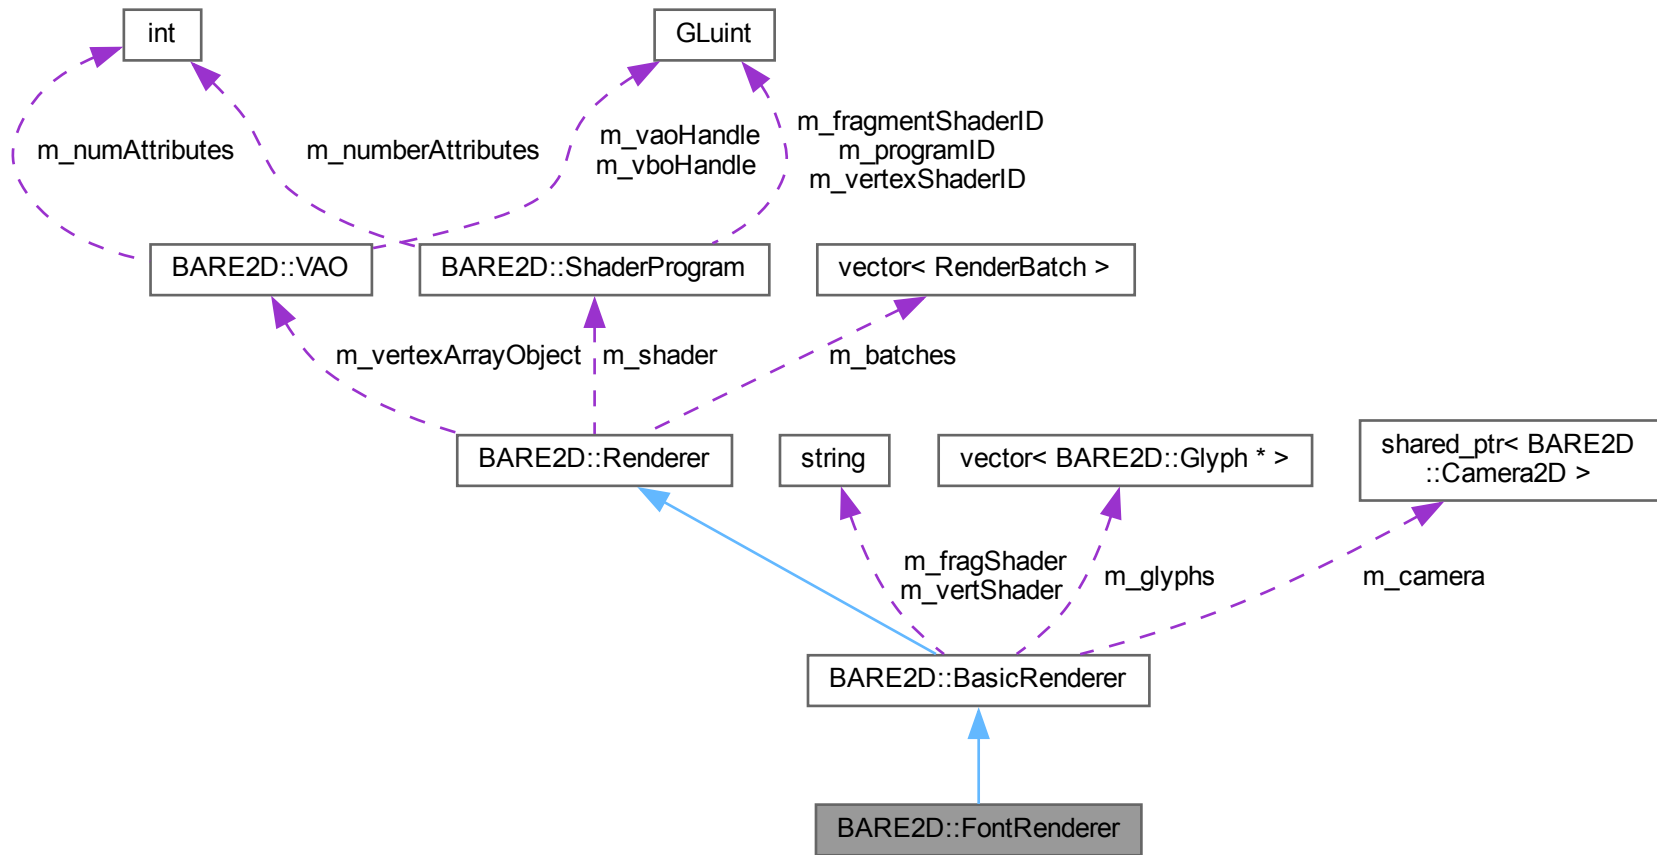 int
GLuint
m_numAttributes
m_numberAttributes
m_vaoHandle
m_vboHandle
m_fragmentShaderID
m_programID
m_vertexShaderID
BARE2D::VAO
BARE2D::ShaderProgram
vector< RenderBatch >
m_vertexArrayObject
m_shader
m_batches
BARE2D::Renderer
string
vector< BARE2D::Glyph * >
shared_ptr< BARE2D
::Camera2D >
m_fragShader
m_vertShader
m_glyphs
m_camera
BARE2D::BasicRenderer
BARE2D::FontRenderer